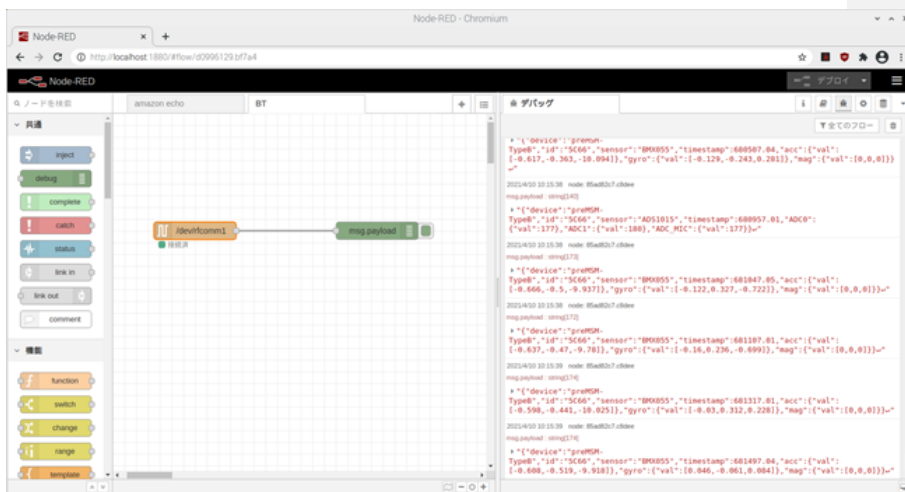 Node-RED - Chromium
Node-RED
http://localhost:1880/#flow/d0996129.bf7a4
Node-RED
デプロイ
ノードを検索
amazon echo
BT
デバッグ
全てのフロー
共通
inject
debug
complete
catch
status
link in
link out
comment
機能
function
switch
change
range
template
/dev/rfcomm1
接続済
msg.payload
"{"device":"preMSM-
TypeB","id":"5C66","sensor":"BMX055","timestamp":680507.04,"acc":{"val":
[-0.617,-0.363,-10.094]},"gyro":{"val":[-0.129,-0.243,0.281]},"mag":{"val":[0,0,0]}}
↵"
2021/4/10 10:15:38 node: 85ad82c7.c8dee
msg.payload : string[140]
"{"device":"preMSM-
TypeB","id":"5C66","sensor":"ADS1015","timestamp":680957.01,"ADC0":
{"val":177},"ADC1":{"val":180},"ADC_MIC":{"val":177}}↵"
2021/4/10 10:15:38 node: 85ad82c7.c8dee
msg.payload : string[173]
"{"device":"preMSM-
TypeB","id":"5C66","sensor":"BMX055","timestamp":681047.05,"acc":{"val":
[-0.666,-0.5,-9.937]},"gyro":{"val":[-0.122,0.327,-0.722]},"mag":{"val":[0,0,0]}}↵"
2021/4/10 10:15:38 node: 85ad82c7.c8dee
msg.payload : string[172]
"{"device":"preMSM-
TypeB","id":"5C66","sensor":"BMX055","timestamp":681107.01,"acc":{"val":
[-0.637,-0.47,-9.78]},"gyro":{"val":[-0.16,0.236,-0.699]},"mag":{"val":[0,0,0]}}↵"
2021/4/10 10:15:39 node: 85ad82c7.c8dee
msg.payload : string[174]
"{"device":"preMSM-
TypeB","id":"5C66","sensor":"BMX055","timestamp":681317.01,"acc":{"val":
[-0.598,-0.441,-10.025]},"gyro":{"val":[-0.03,0.312,0.228]},"mag":{"val":[0,0,0]}}↵"
2021/4/10 10:15:39 node: 85ad82c7.c8dee
msg.payload : string[174]
"{"device":"preMSM-
TypeB","id":"5C66","sensor":"BMX055","timestamp":681497.04,"acc":{"val":
[-0.608,-0.519,-9.918]},"gyro":{"val":[0.046,-0.061,0.084]},"mag":{"val":[0,0,0]}}↵"